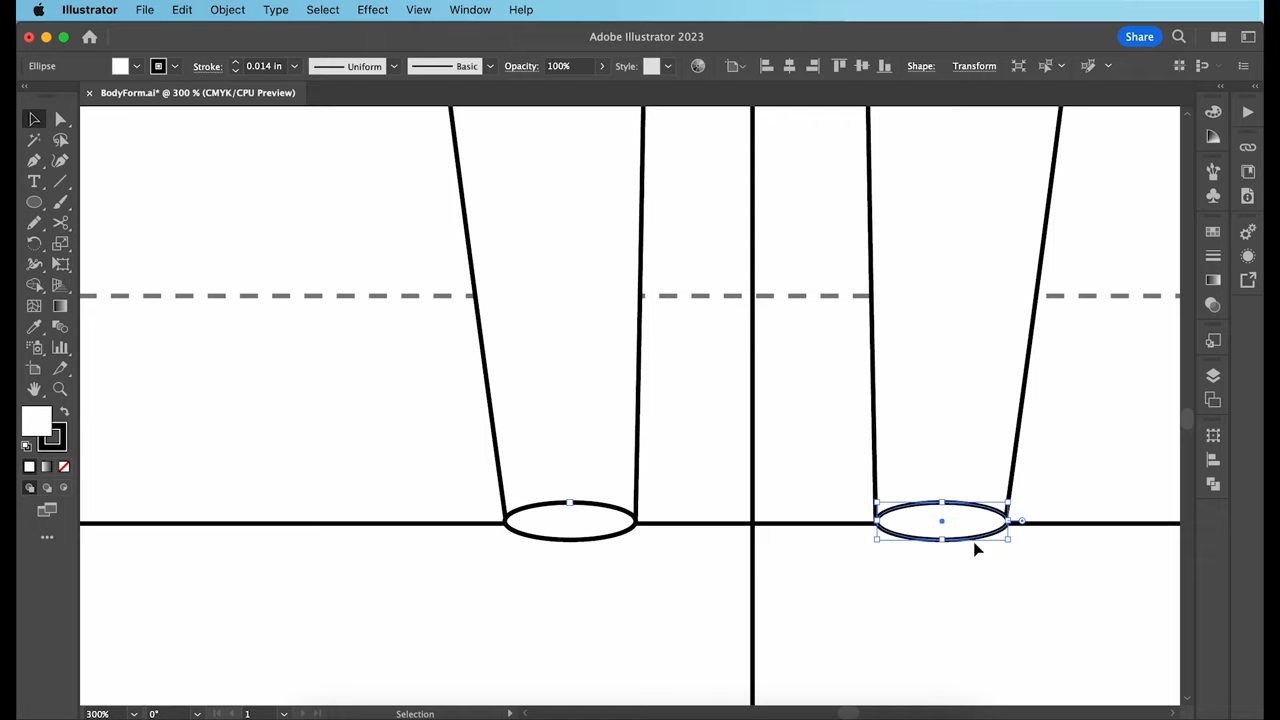 Illustrator File Edit Object Type Select Effect View Window Help
Adobe Illustrator 2023
Share
Ellipse Stroke: 0.014 in Uniform Basic Opacity: 100% Style: Shape: Transform
× BodyForm.ai* @ 300 % (CMYK/CPU Preview)
300% 0° 1 Selection